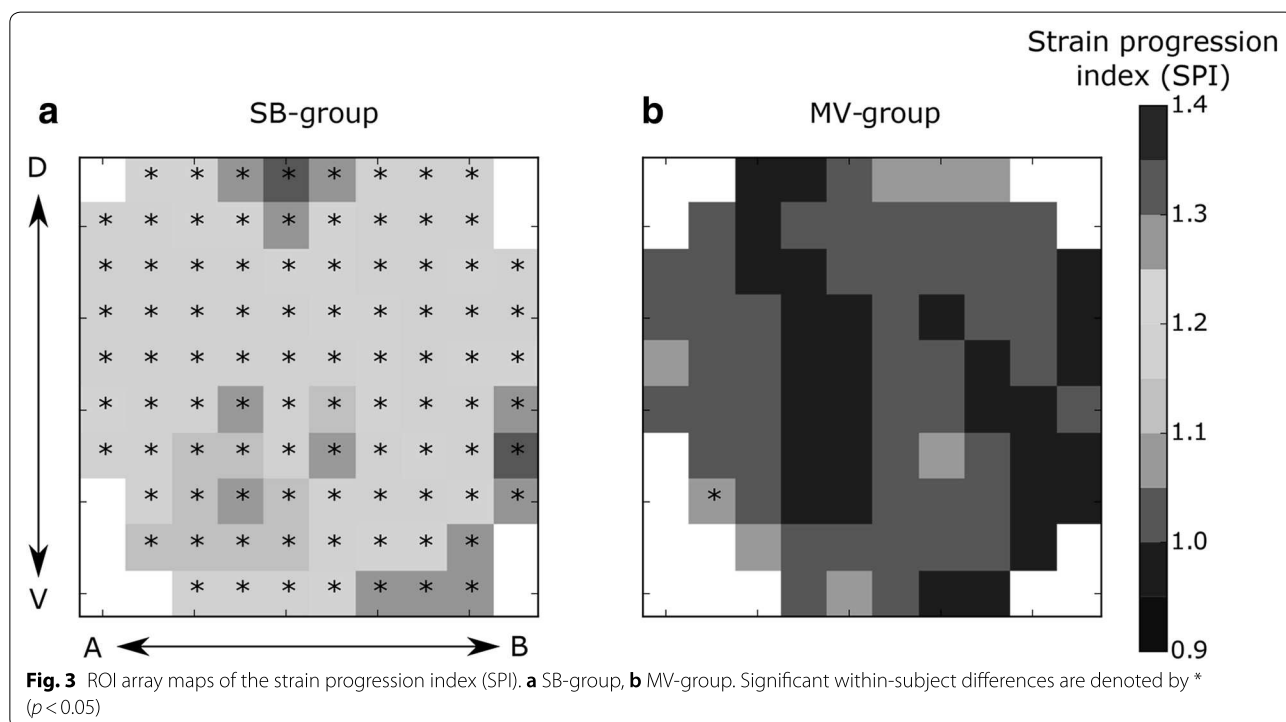 Strain progression
index (SPI)
a SB-group
b MV-group
D
* * * * * * * *
* * * * * * * * *
* * * * * * * * * *
* * * * * * * * * *
* * * * * * * * * *
* * * * * * * * * *
* * * * * * * * * *
* * * * * * * * *
* * * * * * * *
* * * * * * *
V
A B
*
1.4
1.3
1.2
1.1
1.0
0.9
Fig. 3 ROI array maps of the strain progression index (SPI). a SB-group, b MV-group. Significant within-subject differences are denoted by *
(p < 0.05)